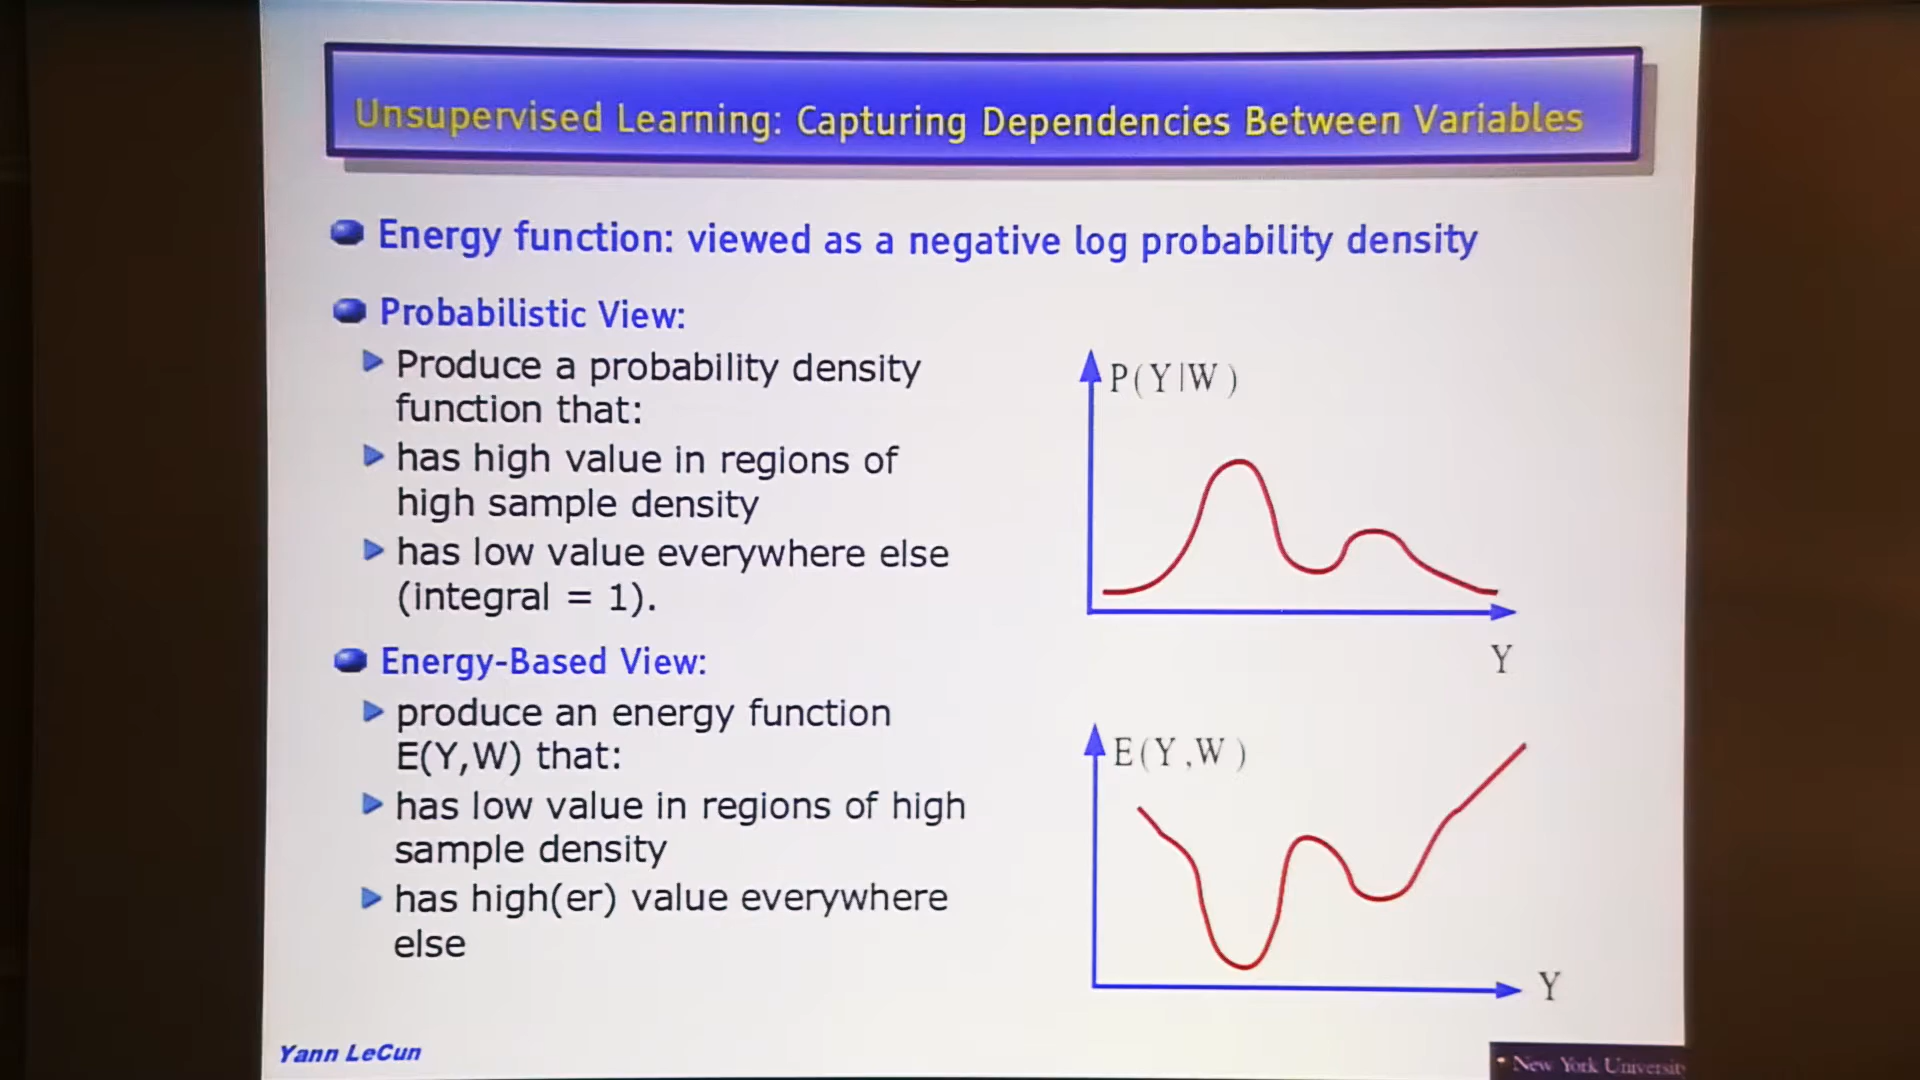 Unsupervised Learning: Capturing Dependencies Between Variables
Energy function: viewed as a negative log probability density
Probabilistic View:
Produce a probability density
function that:
has high value in regions of
high sample density
has low value everywhere else
(integral = 1).
Energy-Based View:
produce an energy function
E(Y,W) that:
has low value in regions of high
sample density
has high(er) value everywhere
else
P(Y|W)
Y
E(Y,W)
Y
Yann LeCun
New York University